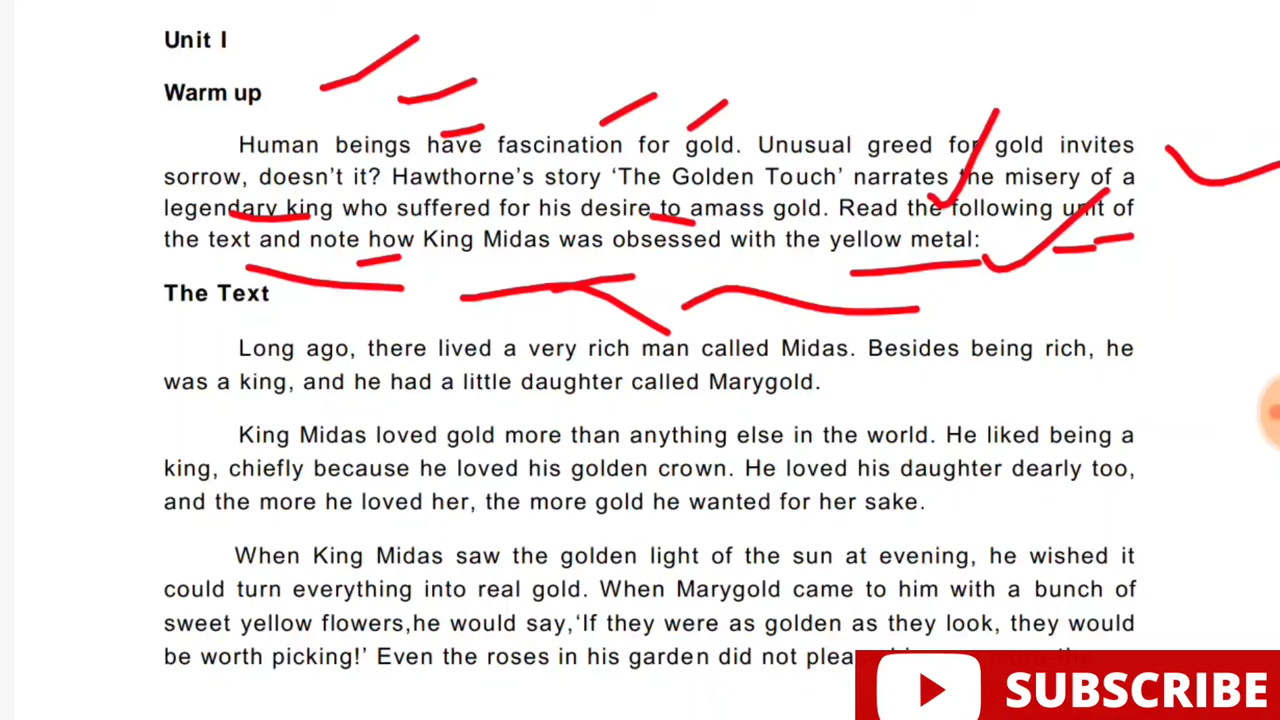 Unit I
Warm up
Human beings have fascination for gold. Unusual greed for gold invites
sorrow, doesn't it? Hawthorne's story 'The Golden Touch' narrates the misery of a
legendary king who suffered for his desire to amass gold. Read the following unit of
the text and note how King Midas was obsessed with the yellow metal:
The Text
Long ago, there lived a very rich man called Midas. Besides being rich, he
was a king, and he had a little daughter called Marygold.
King Midas loved gold more than anything else in the world. He liked being a
king, chiefly because he loved his golden crown. He loved his daughter dearly too,
and the more he loved her, the more gold he wanted for her sake.
When King Midas saw the golden light of the sun at evening, he wished it
could turn everything into real gold. When Marygold came to him with a bunch of
sweet yellow flowers,he would say,'If they were as golden as they look, they would
be worth picking!' Even the roses in his garden did not
SUBSCRIBE